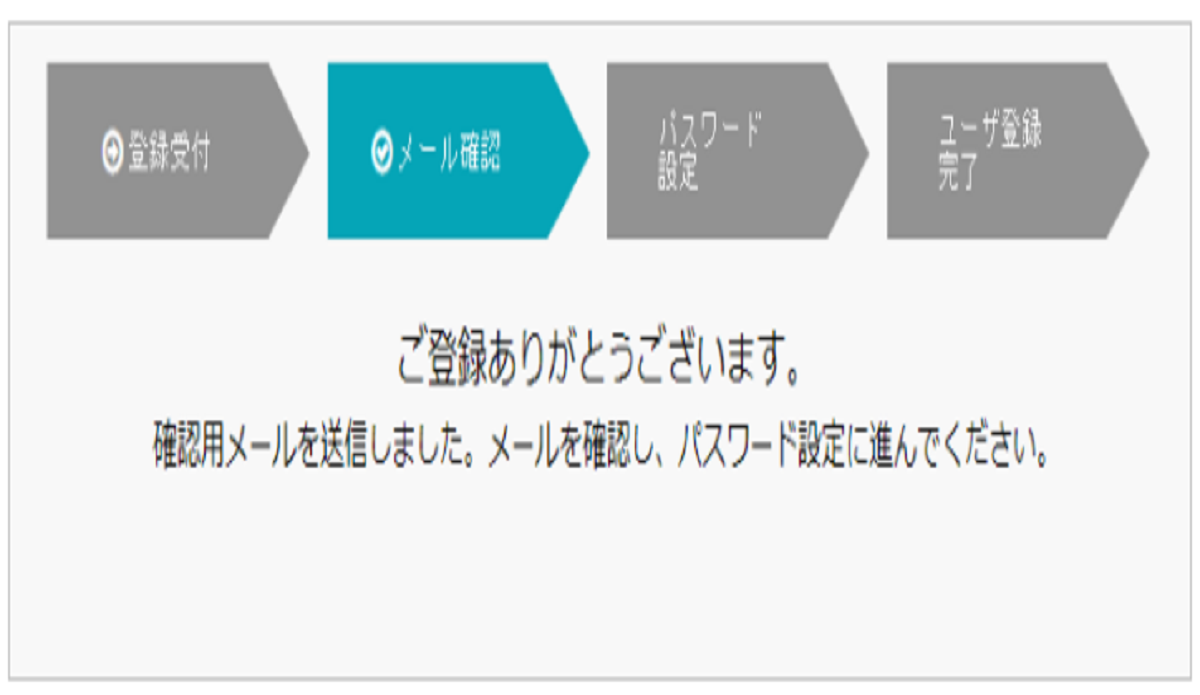 登録受付
メール確認
パスワード
設定
ユーザ登録
完了
ご登録ありがとうございます。
確認用メールを送信しました。メールを確認し、パスワード設定に進んでください。